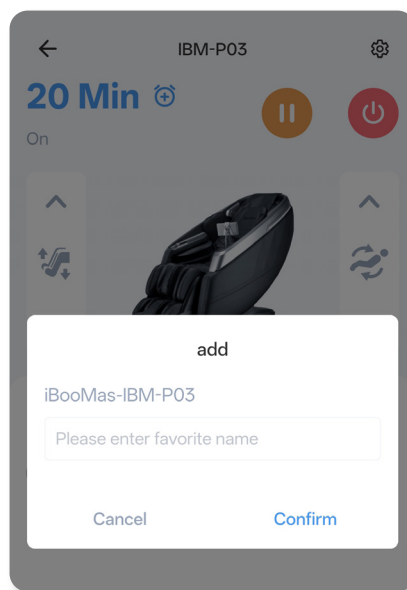 IBM-P03
20 Min
On
add
iBooMas-IBM-P03
Please enter favorite name
Cancel
Confirm